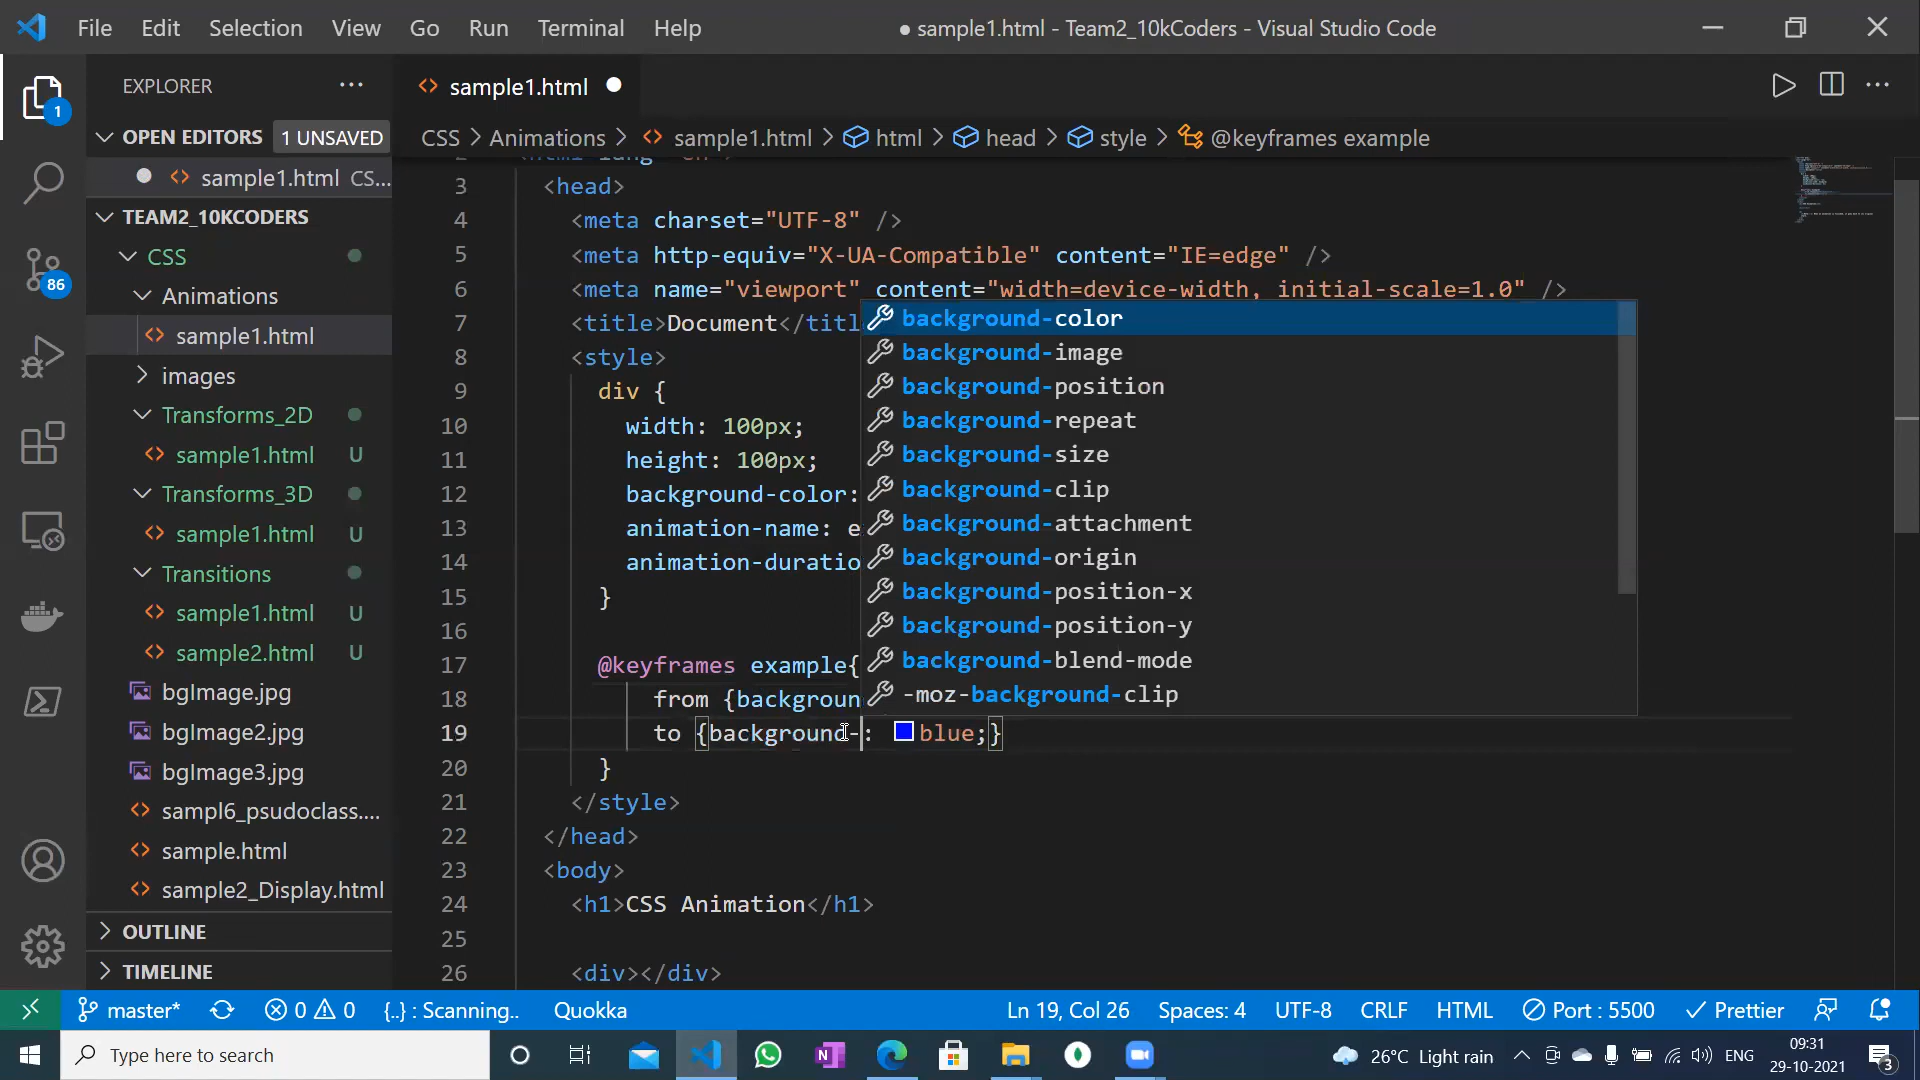 File Edit Selection View Go Run Terminal Help ● sample1.html - Team2_10kCoders - Visual Studio Code
EXPLORER ···
OPEN EDITORS 1 UNSAVED
sample1.html CS...
TEAM2_10KCODERS
CSS
Animations
sample1.html
images
Transforms_2D
sample1.html U
Transforms_3D
sample1.html U
Transitions
sample1.html U
sample2.html U
bgImage.jpg
bgImage2.jpg
bgImage3.jpg
sampl6_psudoclass....
sample.html
sample2_Display.html
OUTLINE
TIMELINE
1
86
sample1.html
CSS > Animations > sample1.html > html > head > style > @keyframes example
3 <head>
4 <meta charset="UTF-8" />
5 <meta http-equiv="X-UA-Compatible" content="IE=edge" />
6 <meta name="viewport" content="width=device-width, initial-scale=1.0" />
7 <title>Document</titl
8 <style>
9 div {
10 width: 100px;
11 height: 100px;
12 background-color:
13 animation-name: e
14 animation-duratio
15 }
16
17 @keyframes example{
18 from {backgroun
19 to {background-: blue;}
20 }
21 </style>
22 </head>
23 <body>
24 <h1>CSS Animation</h1>
25
26 <div></div>
background-color
background-image
background-position
background-repeat
background-size
background-clip
background-attachment
background-origin
background-position-x
background-position-y
background-blend-mode
-moz-background-clip
master* 0 0 {..} : Scanning.. Quokka Ln 19, Col 26 Spaces: 4 UTF-8 CRLF HTML Port : 5500 Prettier
Type here to search
26°C Light rain ENG
09:31
29-10-2021
3